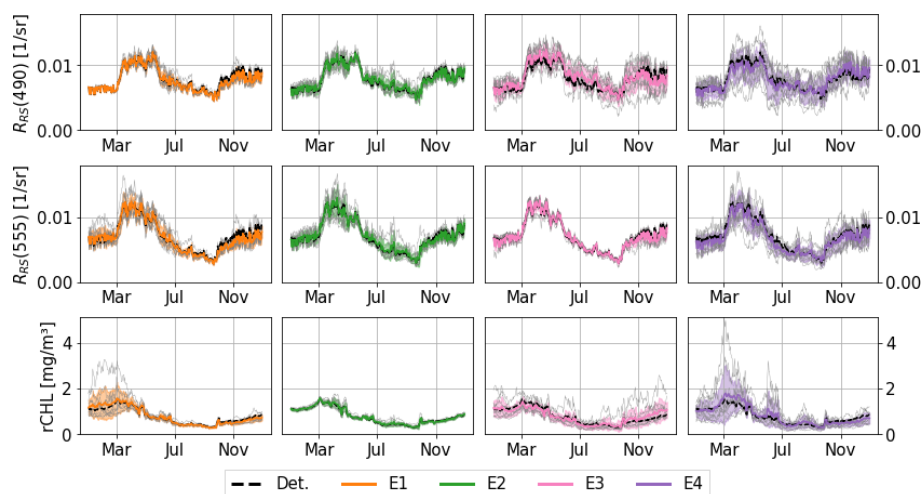 R_RS(490) [1/sr]
0.01
0.00
Mar Jul Nov
Mar Jul Nov
Mar Jul Nov
Mar Jul Nov
0.01
0.00
R_RS(555) [1/sr]
0.01
0.00
Mar Jul Nov
Mar Jul Nov
Mar Jul Nov
Mar Jul Nov
0.01
0.00
rCHL [mg/m³]
4
2
0
Mar Jul Nov
Mar Jul Nov
Mar Jul Nov
Mar Jul Nov
4
2
0
Det. E1 E2 E3 E4